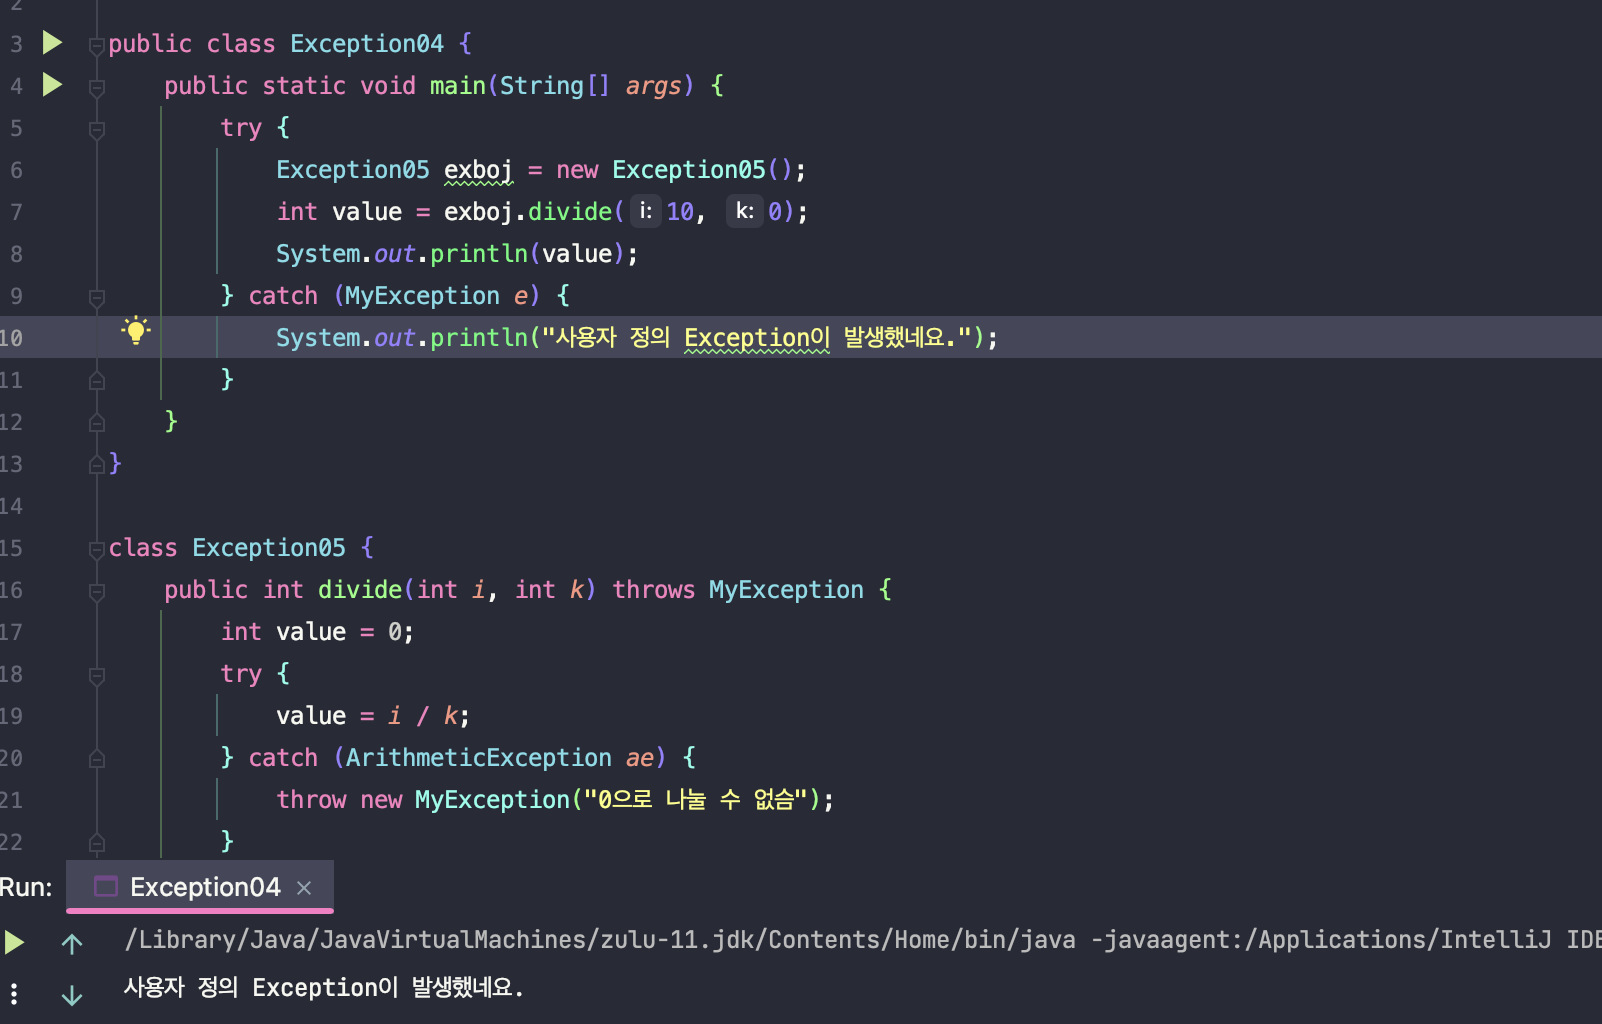 2
3 public class Exception04 {
4 public static void main(String[] args) {
5 try {
6 Exception05 exboj = new Exception05();
7 int value = exboj.divide( i: 10, k: 0);
8 System.out.println(value);
9 } catch (MyException e) {
10 System.out.println("사용자 정의 Exception이 발생했네요.");
11 }
12 }
13 }
14
15 class Exception05 {
16 public int divide(int i, int k) throws MyException {
17 int value = 0;
18 try {
19 value = i / k;
20 } catch (ArithmeticException ae) {
21 throw new MyException("0으로 나눌 수 없슴");
22 }
Run: Exception04 ×
/Library/Java/JavaVirtualMachines/zulu-11.jdk/Contents/Home/bin/java -javaagent:/Applications/IntelliJ IDE
사용자 정의 Exception이 발생했네요.